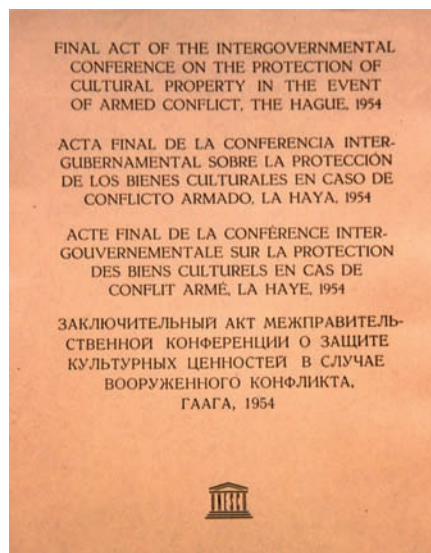 FINAL ACT OF THE INTERGOVERNMENTAL
CONFERENCE ON THE PROTECTION OF
CULTURAL PROPERTY IN THE EVENT
OF ARMED CONFLICT, THE HAGUE, 1954
ACTA FINAL DE LA CONFERENCIA INTER-
GUBERNAMENTAL SOBRE LA PROTECCIÓN
DE LOS BIENES CULTURALES EN CASO DE
CONFLICTO ARMADO, LA HAYA, 1954
ACTE FINAL DE LA CONFÉRENCE INTER-
GOUVERNEMENTALE SUR LA PROTECTION
DES BIENS CULTURELS EN CAS DE
CONFLIT ARMÉ, LA HAYE, 1954
ЗАКЛЮЧИТЕЛЬНЫЙ АКТ МЕЖПРАВИТЕЛЬ-
СТВЕННОЙ КОНФЕРЕНЦИИ О ЗАЩИТЕ
КУЛЬТУРНЫХ ЦЕННОСТЕЙ В СЛУЧАЕ
ВООРУЖЕННОГО КОНФЛИКТА,
ГААГА, 1954
UNESCO